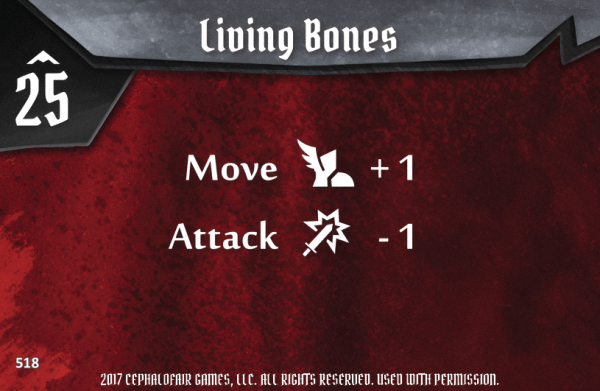 Living Bones
25
Move + 1
Attack - 1
518
2017 CEPHALOFAIR GAMES, LLC. ALL RIGHTS RESERVED. USED WITH PERMISSION.